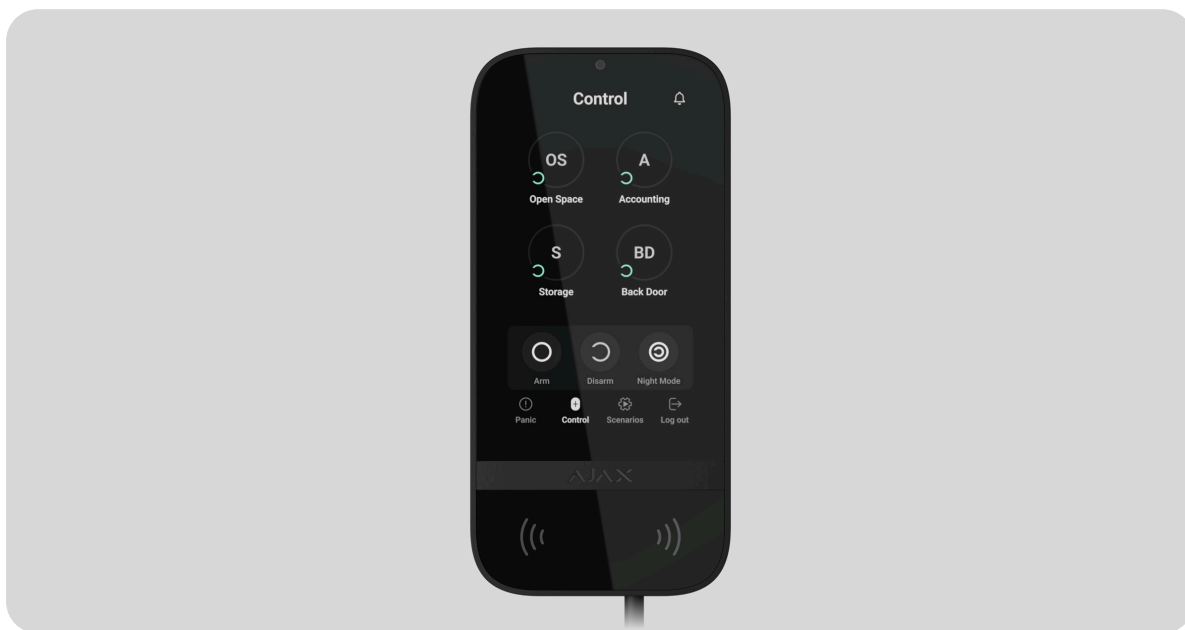 Control
OS A
Open Space Accounting
S BD
Storage Back Door
Arm Disarm Night Mode
Panic Control Scenarios Log out
AJAX